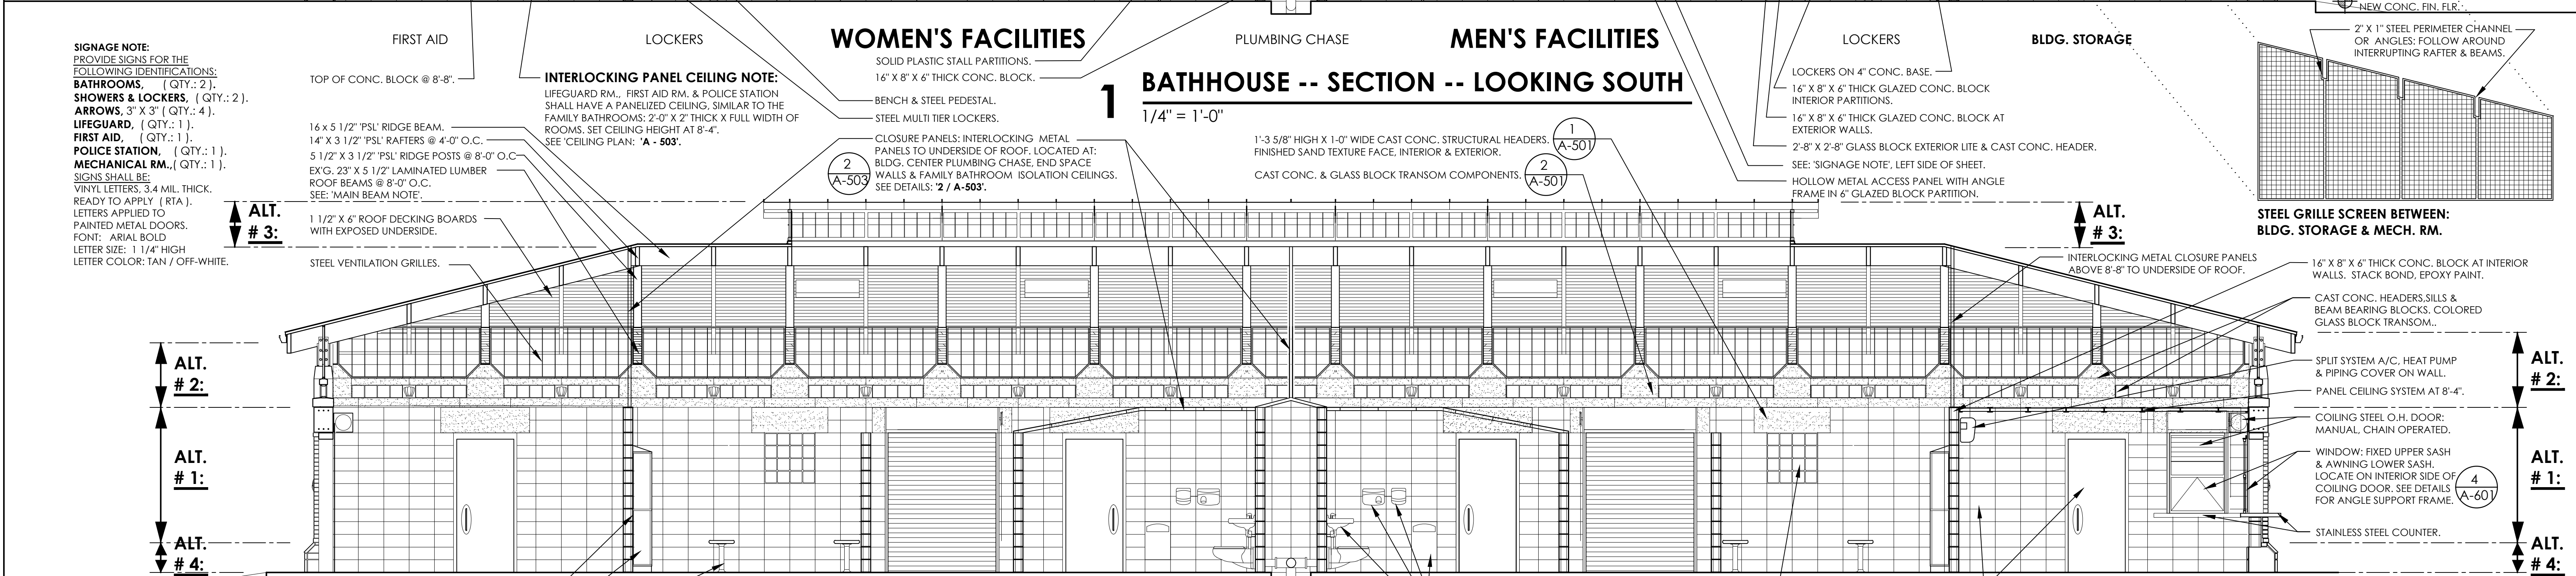 NEW CONC. FIN. FLR.
SIGNAGE NOTE:
PROVIDE SIGNS FOR THE
FOLLOWING IDENTIFICATIONS:
BATHROOMS, ( QTY.: 2 ).
SHOWERS & LOCKERS, ( QTY.: 2 ).
ARROWS, 3" X 3" ( QTY.: 4 ).
LIFEGUARD, ( QTY.: 1 ).
FIRST AID, ( QTY.: 1 ).
POLICE STATION, ( QTY.: 1 ).
MECHANICAL RM.,( QTY.: 1 ).
SIGNS SHALL BE:
VINYL LETTERS, 3.4 MIL. THICK.
READY TO APPLY ( RTA ).
LETTERS APPLIED TO
PAINTED METAL DOORS.
FONT: ARIAL BOLD
LETTER SIZE: 1 1/4" HIGH
LETTER COLOR: TAN / OFF-WHITE.
FIRST AID
LOCKERS
WOMEN'S FACILITIES
PLUMBING CHASE
MEN'S FACILITIES
LOCKERS
BLDG. STORAGE
TOP OF CONC. BLOCK @ 8'-8".
16 x 5 1/2" 'PSL' RIDGE BEAM.
14" X 3 1/2" 'PSL' RAFTERS @ 4'-0" O.C.
5 1/2" X 3 1/2" 'PSL' RIDGE POSTS @ 8'-0" O.C
EX'G. 23" X 5 1/2" LAMINATED LUMBER
ROOF BEAMS @ 8'-0" O.C.
SEE: 'MAIN BEAM NOTE'.
1 1/2" X 6" ROOF DECKING BOARDS
WITH EXPOSED UNDERSIDE.
STEEL VENTILATION GRILLES.
INTERLOCKING PANEL CEILING NOTE:
LIFEGUARD RM., FIRST AID RM. & POLICE STATION
SHALL HAVE A PANELIZED CEILING, SIMILAR TO THE
FAMILY BATHROOMS: 2'-0" X 2" THICK X FULL WIDTH OF
ROOMS. SET CEILING HEIGHT AT 8'-4".
SEE 'CEILING PLAN: 'A - 503'.
SOLID PLASTIC STALL PARTITIONS.
16" X 8" X 6" THICK CONC. BLOCK.
BENCH & STEEL PEDESTAL.
STEEL MULTI TIER LOCKERS.
CLOSURE PANELS: INTERLOCKING METAL
PANELS TO UNDERSIDE OF ROOF, LOCATED AT:
BLDG. CENTER PLUMBING CHASE, END SPACE
WALLS & FAMILY BATHROOM ISOLATION CEILINGS.
SEE DETAILS: '2 / A-503'.
2
A-503
1
BATHHOUSE -- SECTION -- LOOKING SOUTH
1/4" = 1'-0"
1'-3 5/8" HIGH X 1-0" WIDE CAST CONC. STRUCTURAL HEADERS.
FINISHED SAND TEXTURE FACE, INTERIOR & EXTERIOR.
1
A-501
CAST CONC. & GLASS BLOCK TRANSOM COMPONENTS.
2
A-501
LOCKERS ON 4" CONC. BASE.
16" X 8" X 6" THICK GLAZED CONC. BLOCK
INTERIOR PARTITIONS.
16" X 8" X 6" THICK GLAZED CONC. BLOCK AT
EXTERIOR WALLS.
2'-8" X 2'-8" GLASS BLOCK EXTERIOR LITE & CAST CONC. HEADER.
SEE: 'SIGNAGE NOTE', LEFT SIDE OF SHEET.
HOLLOW METAL ACCESS PANEL WITH ANGLE
FRAME IN 6" GLAZED BLOCK PARTITION.
2" X 1" STEEL PERIMETER CHANNEL
OR ANGLES: FOLLOW AROUND
INTERRUPTING RAFTER & BEAMS.
STEEL GRILLE SCREEN BETWEEN:
BLDG. STORAGE & MECH. RM.
ALT.
# 3:
ALT.
# 3:
INTERLOCKING METAL CLOSURE PANELS
ABOVE 8'-8" TO UNDERSIDE OF ROOF.
16" X 8" X 6" THICK CONC. BLOCK AT INTERIOR
WALLS. STACK BOND, EPOXY PAINT.
CAST CONC. HEADERS,SILLS &
BEAM BEARING BLOCKS. COLORED
GLASS BLOCK TRANSOM..
SPLIT SYSTEM A/C, HEAT PUMP
& PIPING COVER ON WALL.
PANEL CEILING SYSTEM AT 8'-4".
COILING STEEL O.H. DOOR:
MANUAL, CHAIN OPERATED.
WINDOW: FIXED UPPER SASH
& AWNING LOWER SASH.
LOCATE ON INTERIOR SIDE OF
COILING DOOR. SEE DETAILS
FOR ANGLE SUPPORT FRAME.
4
A-601
STAINLESS STEEL COUNTER.
ALT.
# 2:
ALT.
# 1:
ALT.
# 4:
ALT.
# 2:
ALT.
# 1:
ALT.
# 4: